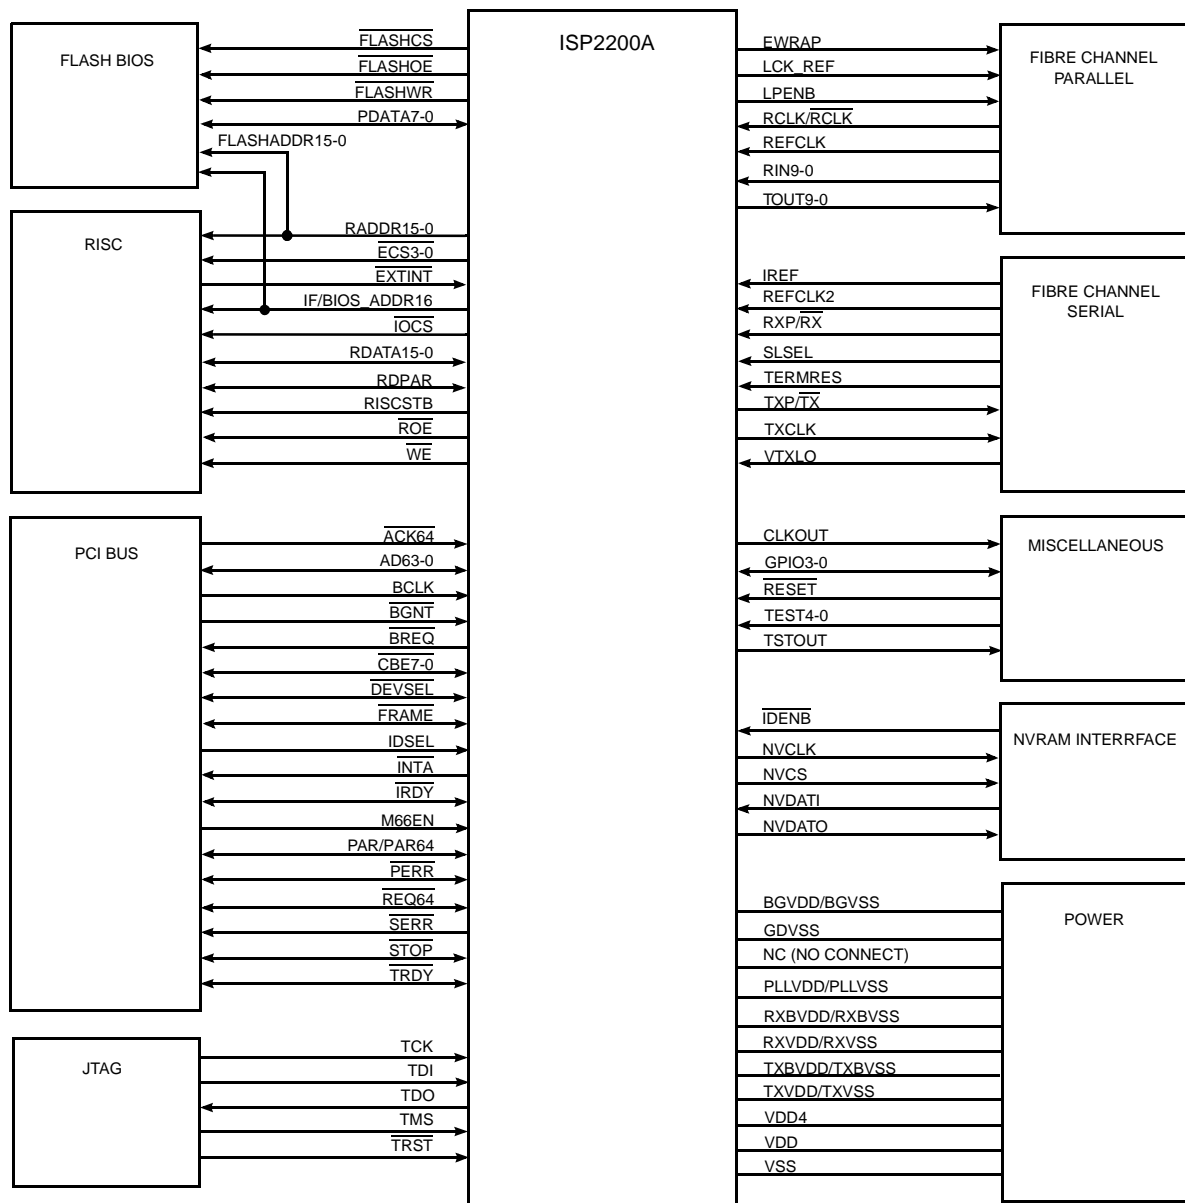 ISP2200A
FLASH BIOS
FLASHCS
FLASHOE
FLASHWR
PDATA7-0
FLASHADDR15-0
RISC
RADDR15-0
ECS3-0
EXTINT
IF/BIOS_ADDR16
IOCS
RDATA15-0
RDPAR
RISCSTB
ROE
WE
PCI BUS
ACK64
AD63-0
BCLK
BGNT
BREQ
CBE7-0
DEVSEL
FRAME
IDSEL
INTA
IRDY
M66EN
PAR/PAR64
PERR
REQ64
SERR
STOP
TRDY
JTAG
TCK
TDI
TDO
TMS
TRST
EWRAP
LCK_REF
LPENB
RCLK/RCLK
REFCLK
RIN9-0
TOUT9-0
FIBRE CHANNEL
PARALLEL
IREF
REFCLK2
RXP/RX
SLSEL
TERMRES
TXP/TX
TXCLK
VTXLO
FIBRE CHANNEL
SERIAL
CLKOUT
GPIO3-0
RESET
TEST4-0
TSTOUT
MISCELLANEOUS
IDENB
NVCLK
NVCS
NVDATI
NVDATO
NVRAM INTERRFACE
BGVDD/BGVSS
GDVSS
NC (NO CONNECT)
PLLVDD/PLLVSS
RXBVDD/RXBVSS
RXVDD/RXVSS
TXBVDD/TXBVSS
TXVDD/TXVSS
VDD4
VDD
VSS
POWER